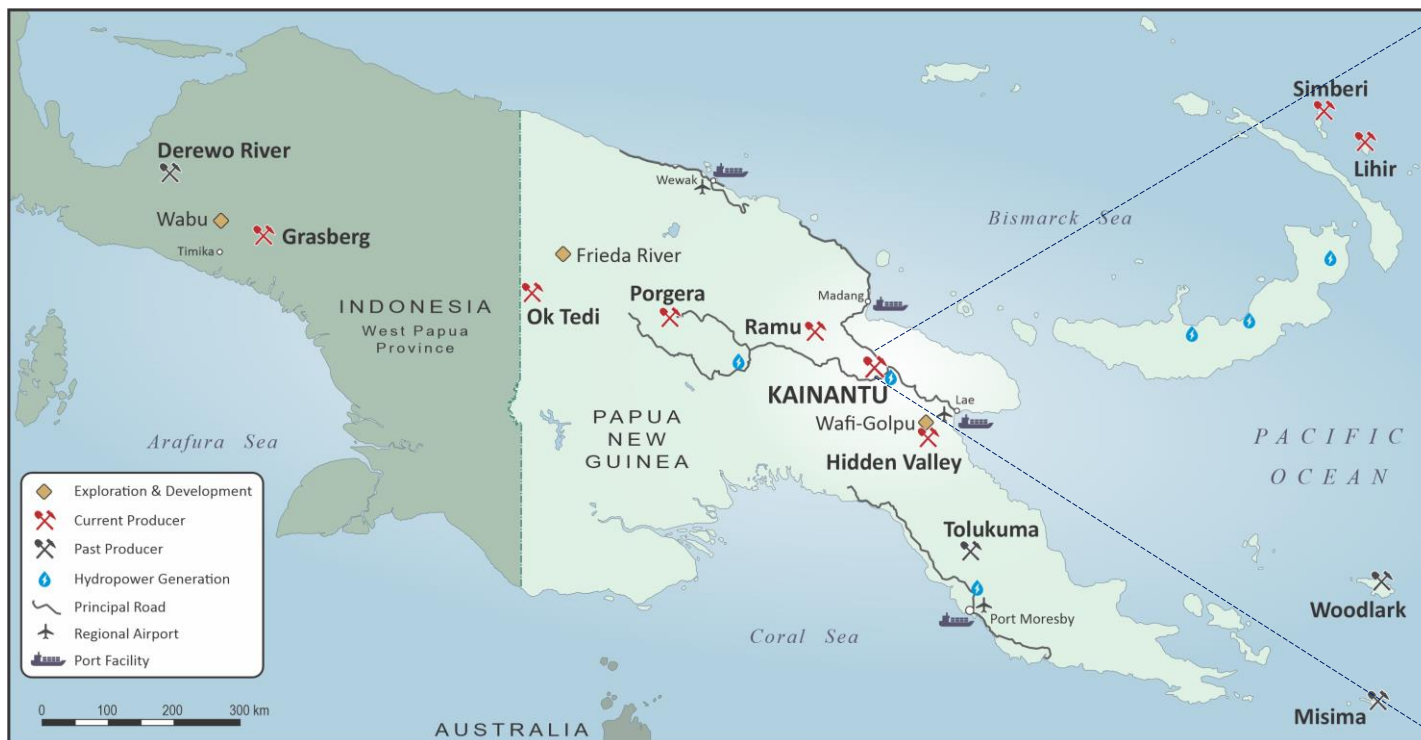 Simberi
Lihir
Derewo River
Wabu
Grasberg
Timika
Wewak
Bismarck Sea
Frieda River
INDONESIA
West Papua
Province
Ok Tedi
Porgera
Madang
Ramu
KAINANTU
Lae
Wafi-Golpu
Hidden Valley
PAPUA
NEW
GUINEA
Arafura Sea
PACIFIC
OCEAN
Exploration & Development
Current Producer
Past Producer
Hydropower Generation
Principal Road
Regional Airport
Port Facility
Tolukuma
Port Moresby
Coral Sea
Woodlark
Misima
0 100 200 300 km
AUSTRALIA